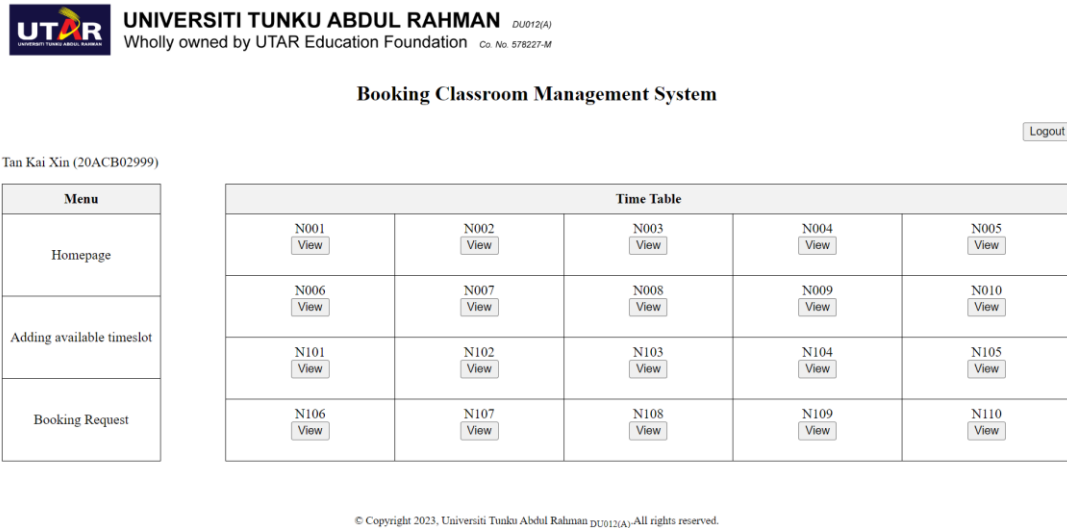 UTAR
UNIVERSITI TUNKU ABDUL RAHMAN
UNIVERSITI TUNKU ABDUL RAHMAN DU012(A)
Wholly owned by UTAR Education Foundation Co. No. 578227-M
Booking Classroom Management System
Logout
Tan Kai Xin (20ACB02999)
Menu
Homepage
Adding available timeslot
Booking Request
Time Table
N001 N002 N003 N004 N005
View View View View View
N006 N007 N008 N009 N010
View View View View View
N101 N102 N103 N104 N105
View View View View View
N106 N107 N108 N109 N110
View View View View View
© Copyright 2023, Universiti Tunku Abdul Rahman DU012(A).All rights reserved.